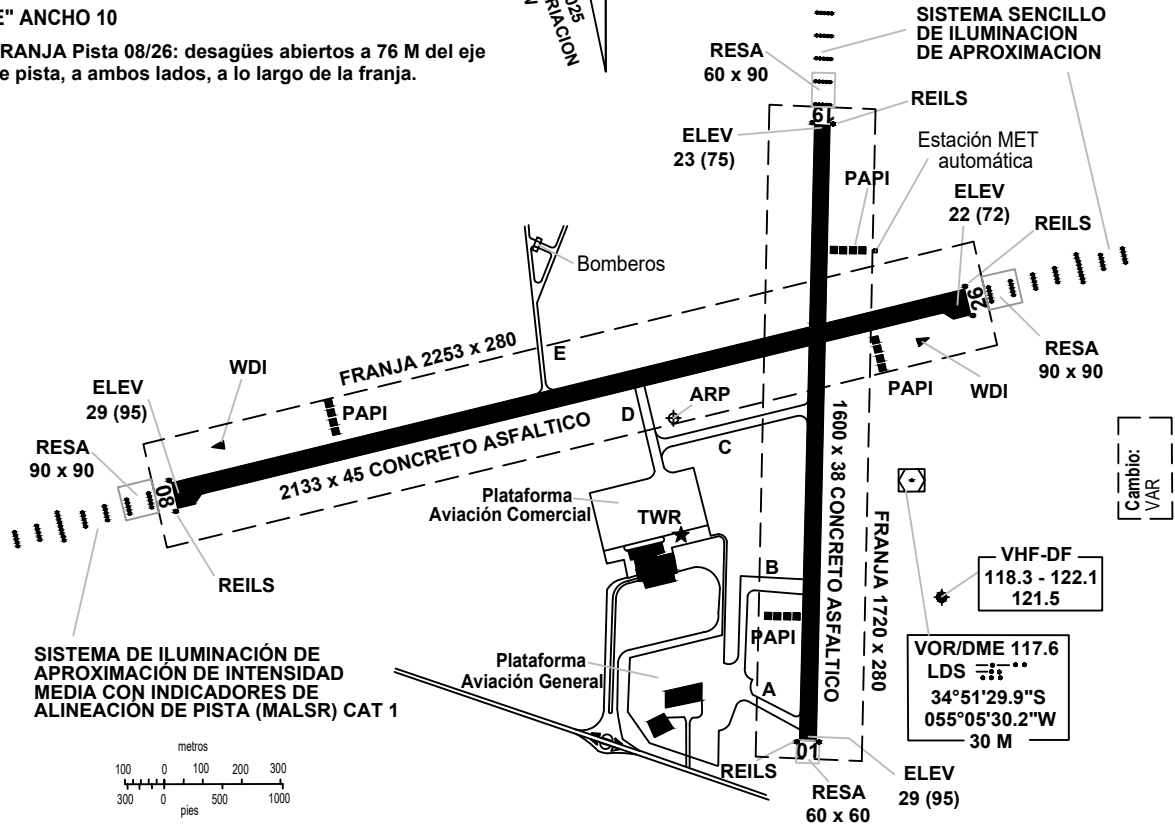 E" ANCHO 10
RANJA Pista 08/26: desagües abiertos a 76 M del eje
e pista, a ambos lados, a lo largo de la franja.
025
RIACION
SISTEMA SENCILLO
DE ILUMINACION
DE APROXIMACION
RESA
60 x 90
REILS
19
ELEV
23 (75)
Estación MET
automática
PAPI
ELEV
22 (72)
REILS
Bomberos
26
RESA
90 x 90
WDI
FRANJA 2253 x 280
E
WDI
PAPI
ELEV
29 (95)
PAPI
ARP
D
C
RESA
90 x 90
08
2133 x 45 CONCRETO ASFALTICO
1600 x 38 CONCRETO ASFALTICO
FRANJA 1720 x 280
Cambio:
VAR
Plataforma
Aviación Comercial
TWR
REILS
B
VHF-DF
118.3 - 122.1
121.5
PAPI
SISTEMA DE ILUMINACIÓN DE
APROXIMACIÓN DE INTENSIDAD
MEDIA CON INDICADORES DE
ALINEACIÓN DE PISTA (MALSR) CAT 1
Plataforma
Aviación General
A
VOR/DME 117.6
LDS
34°51'29.9"S
055°05'30.2"W
30 M
01
REILS
RESA
60 x 60
ELEV
29 (95)
metros
100 0 100 200 300
300 0 500 1000
pies